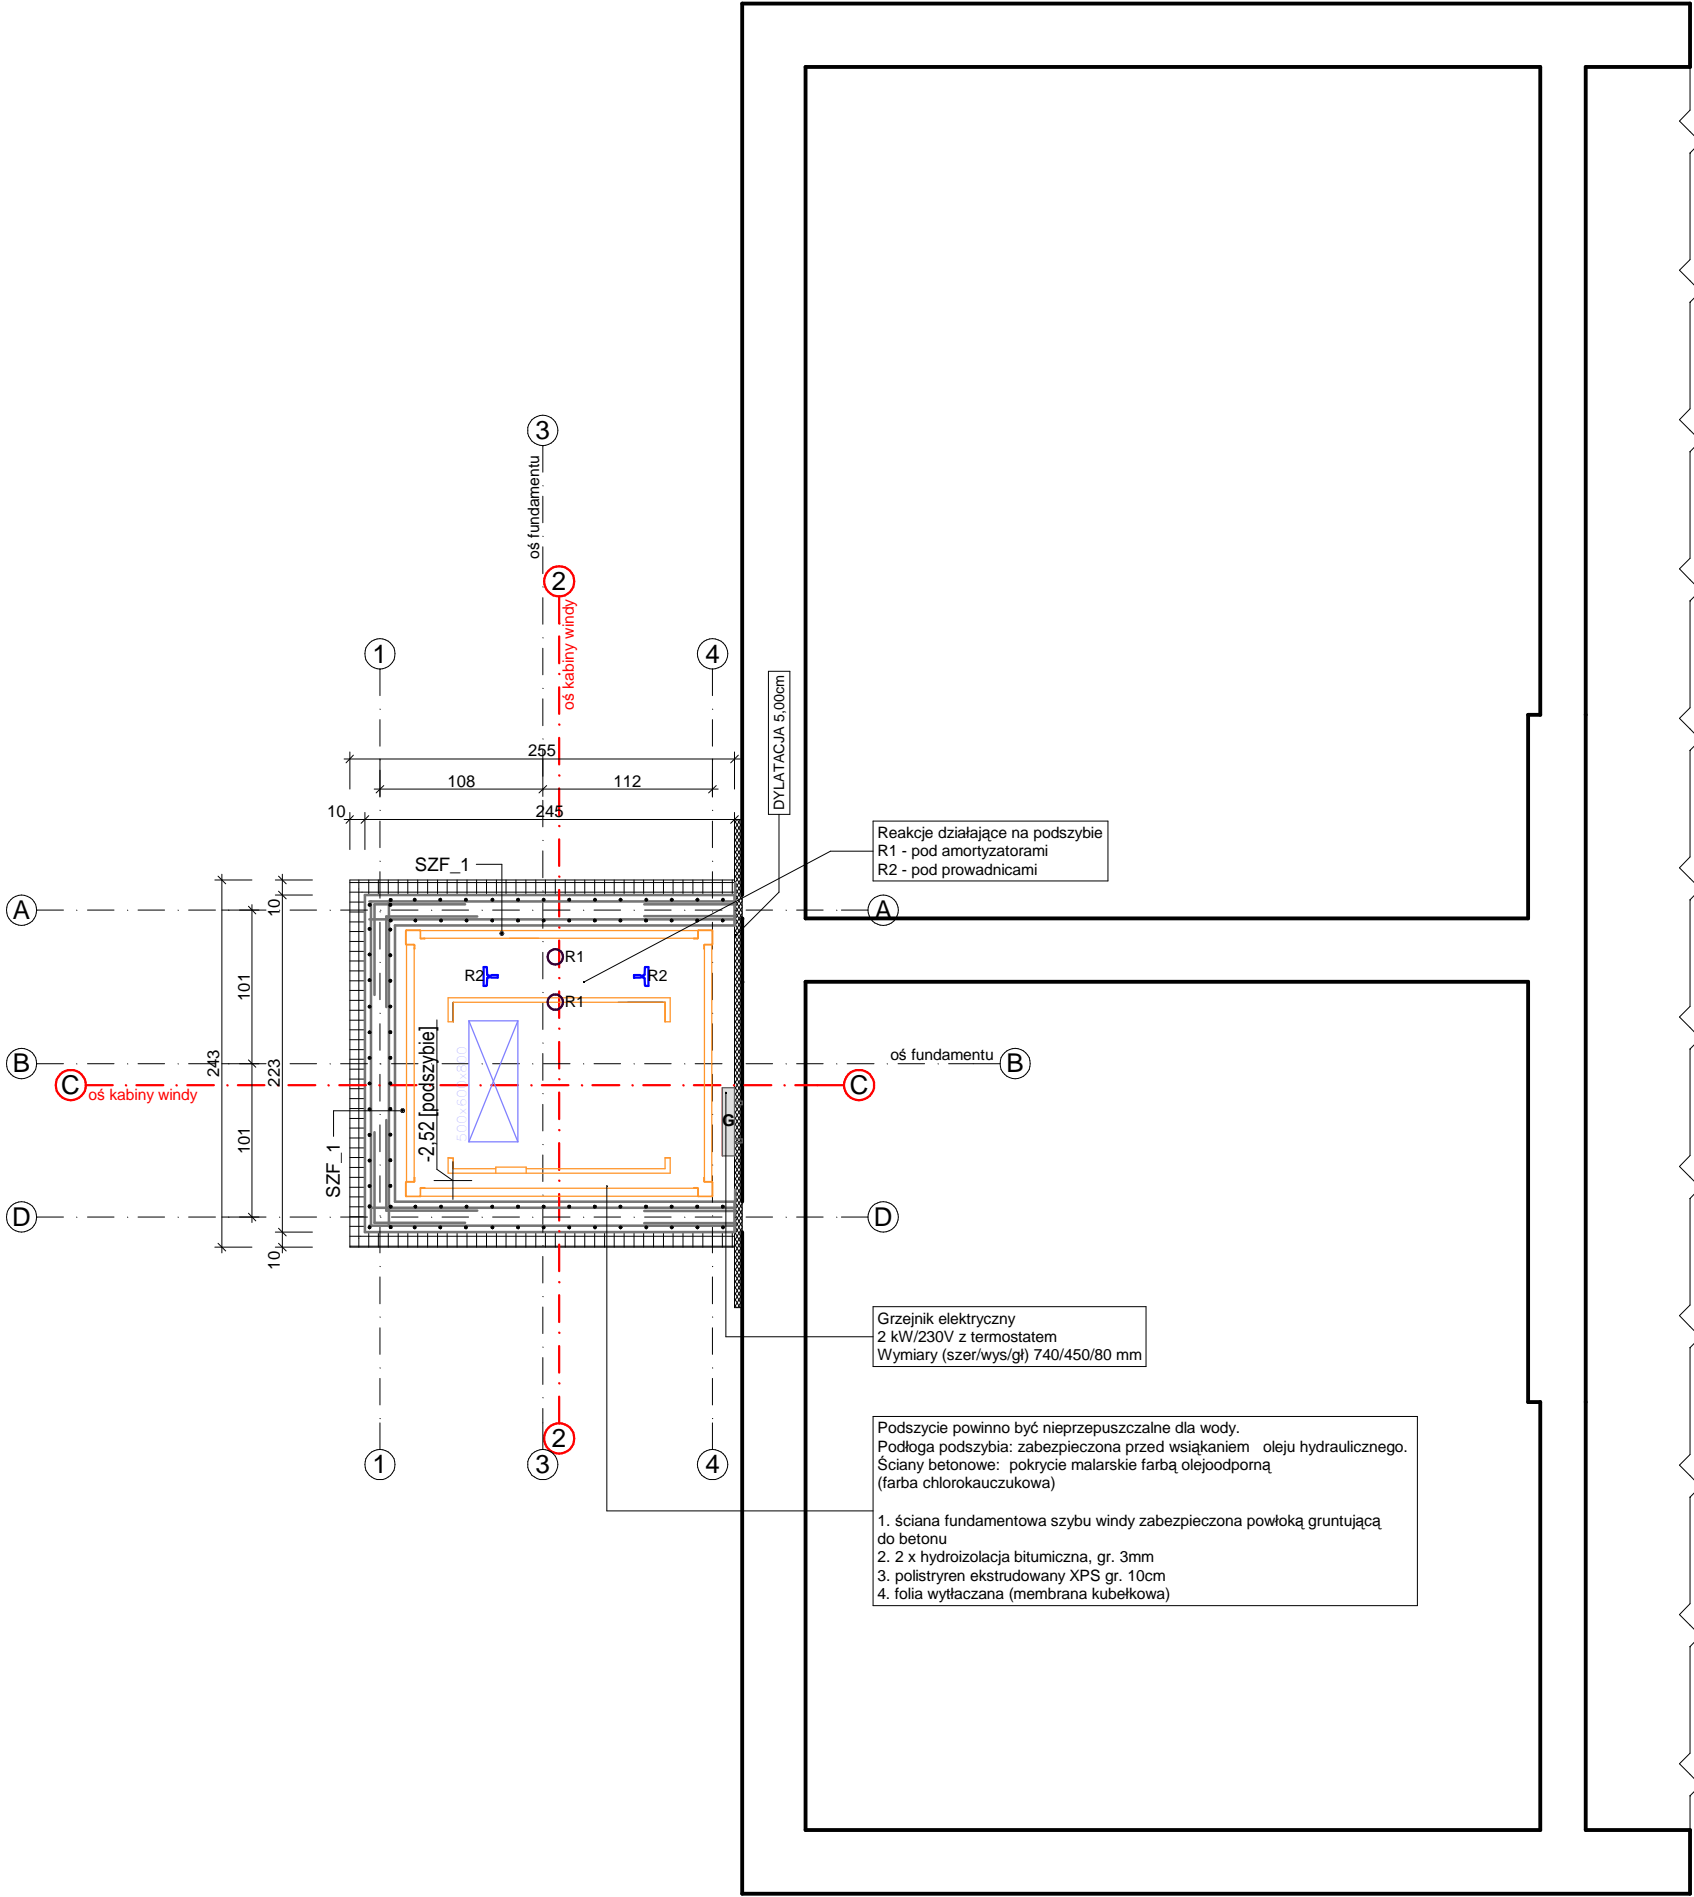 3
oś fundamentu
2
oś kabiny windy
1
4
DYLATACJA 5,00cm
255
108
112
10
245
Reakcje działające na podszybie
R1 - pod amortyzatorami
R2 - pod prowadnicami
SZF_1
A
A
10
R1
R2
R2
R1
101
243
223
-2,52 [podszybie]
500x600x800
B
oś fundamentu
B
C
oś kabiny windy
C
G
101
SZF_1
D
D
10
Grzejnik elektryczny
2 kW/230V z termostatem
Wymiary (szer/wys/gł) 740/450/80 mm
Podszycie powinno być nieprzepuszczalne dla wody.
Podłoga podszybia: zabezpieczona przed wsiąkaniem oleju hydraulicznego.
Ściany betonowe: pokrycie malarskie farbą olejoodporną
(farba chlorokauczukowa)
1. ściana fundamentowa szybu windy zabezpieczona powłoką gruntującą
do betonu
2. 2 x hydroizolacja bitumiczna, gr. 3mm
3. polistyren ekstrudowany XPS gr. 10cm
4. folia wytłaczana (membrana kubełkowa)
2
1
3
4